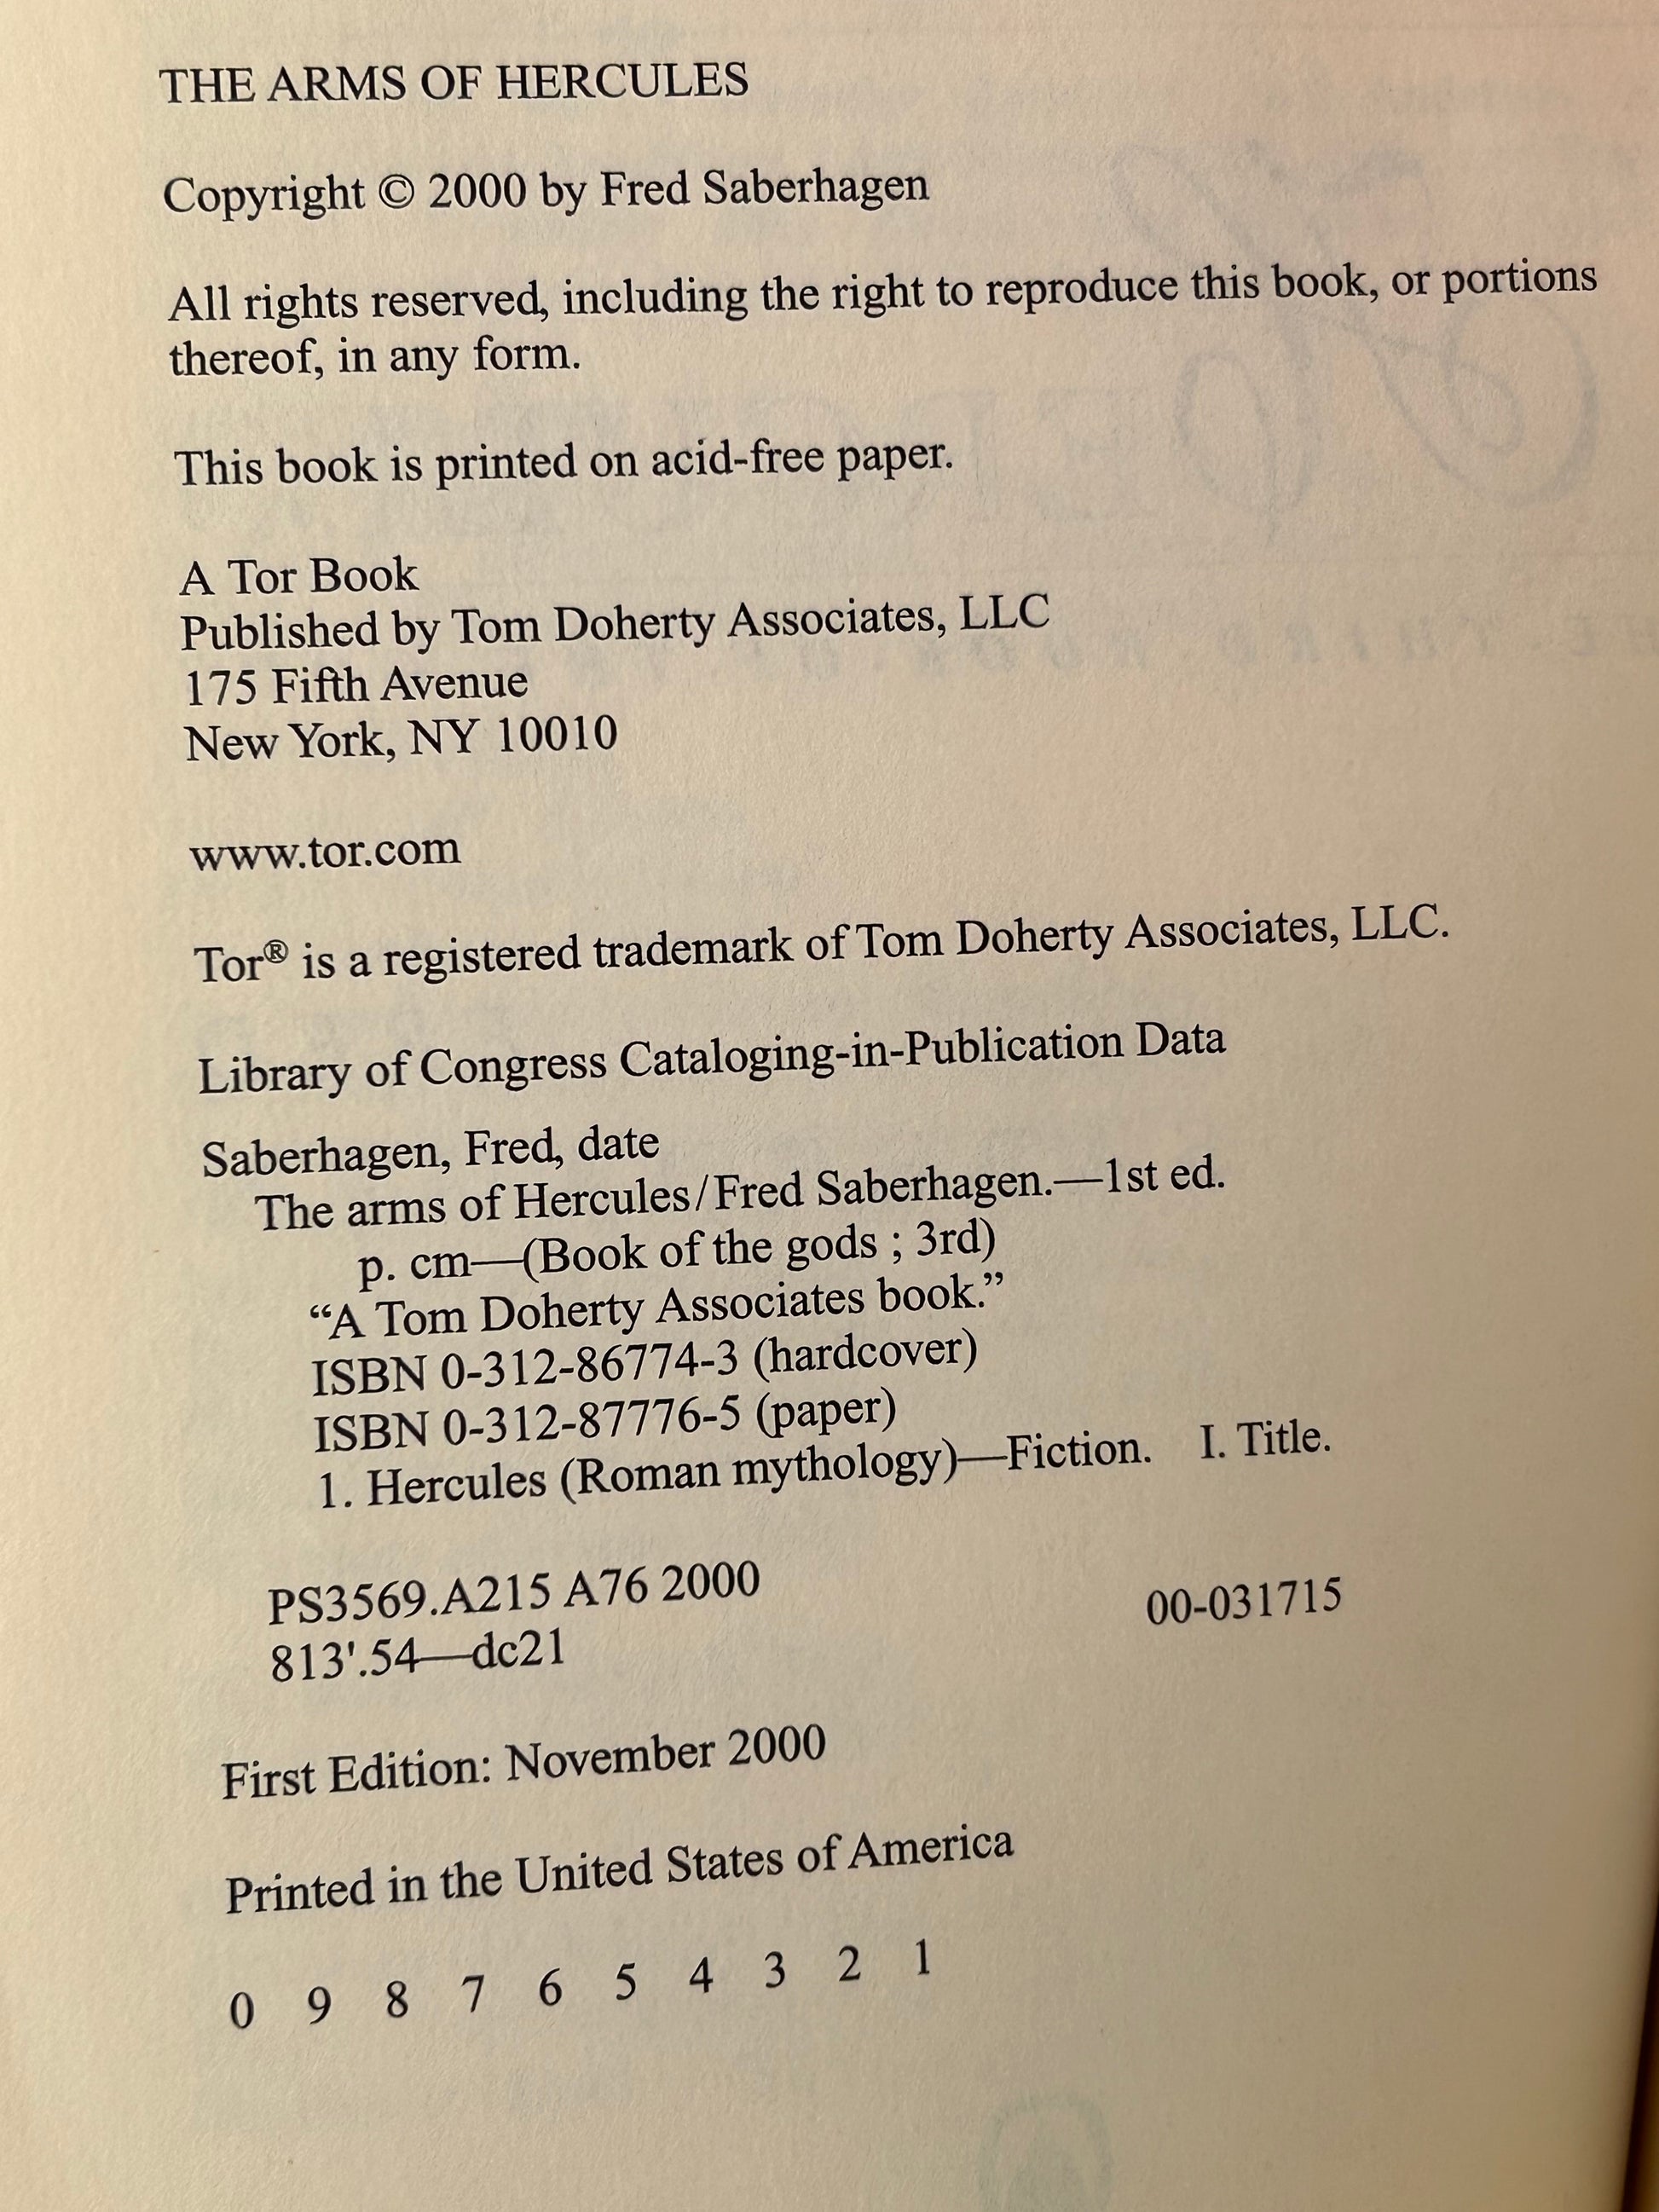 THE ARMS OF HERCULES
Copyright © 2000 by Fred Saberhagen
All rights reserved, including the right to reproduce this book, or portions
thereof, in any form.
This book is printed on acid-free paper.
A Tor Book
Published by Tom Doherty Associates, LLC
175 Fifth Avenue
New York, NY 10010
www.tor.com
Tor® is a registered trademark of Tom Doherty Associates, LLC.
Library of Congress Cataloging-in-Publication Data
Saberhagen, Fred, date
The arms of Hercules/Fred Saberhagen.—1st ed.
p. cm—(Book of the gods ; 3rd)
“A Tom Doherty Associates book.”
ISBN 0-312-86774-3 (hardcover)
ISBN 0-312-87776-5 (paper)
1. Hercules (Roman mythology)—Fiction. I. Title.
PS3569.A215 A76 2000 00-031715
813'.54—dc21
First Edition: November 2000
Printed in the United States of America
0 9 8 7 6 5 4 3 2 1